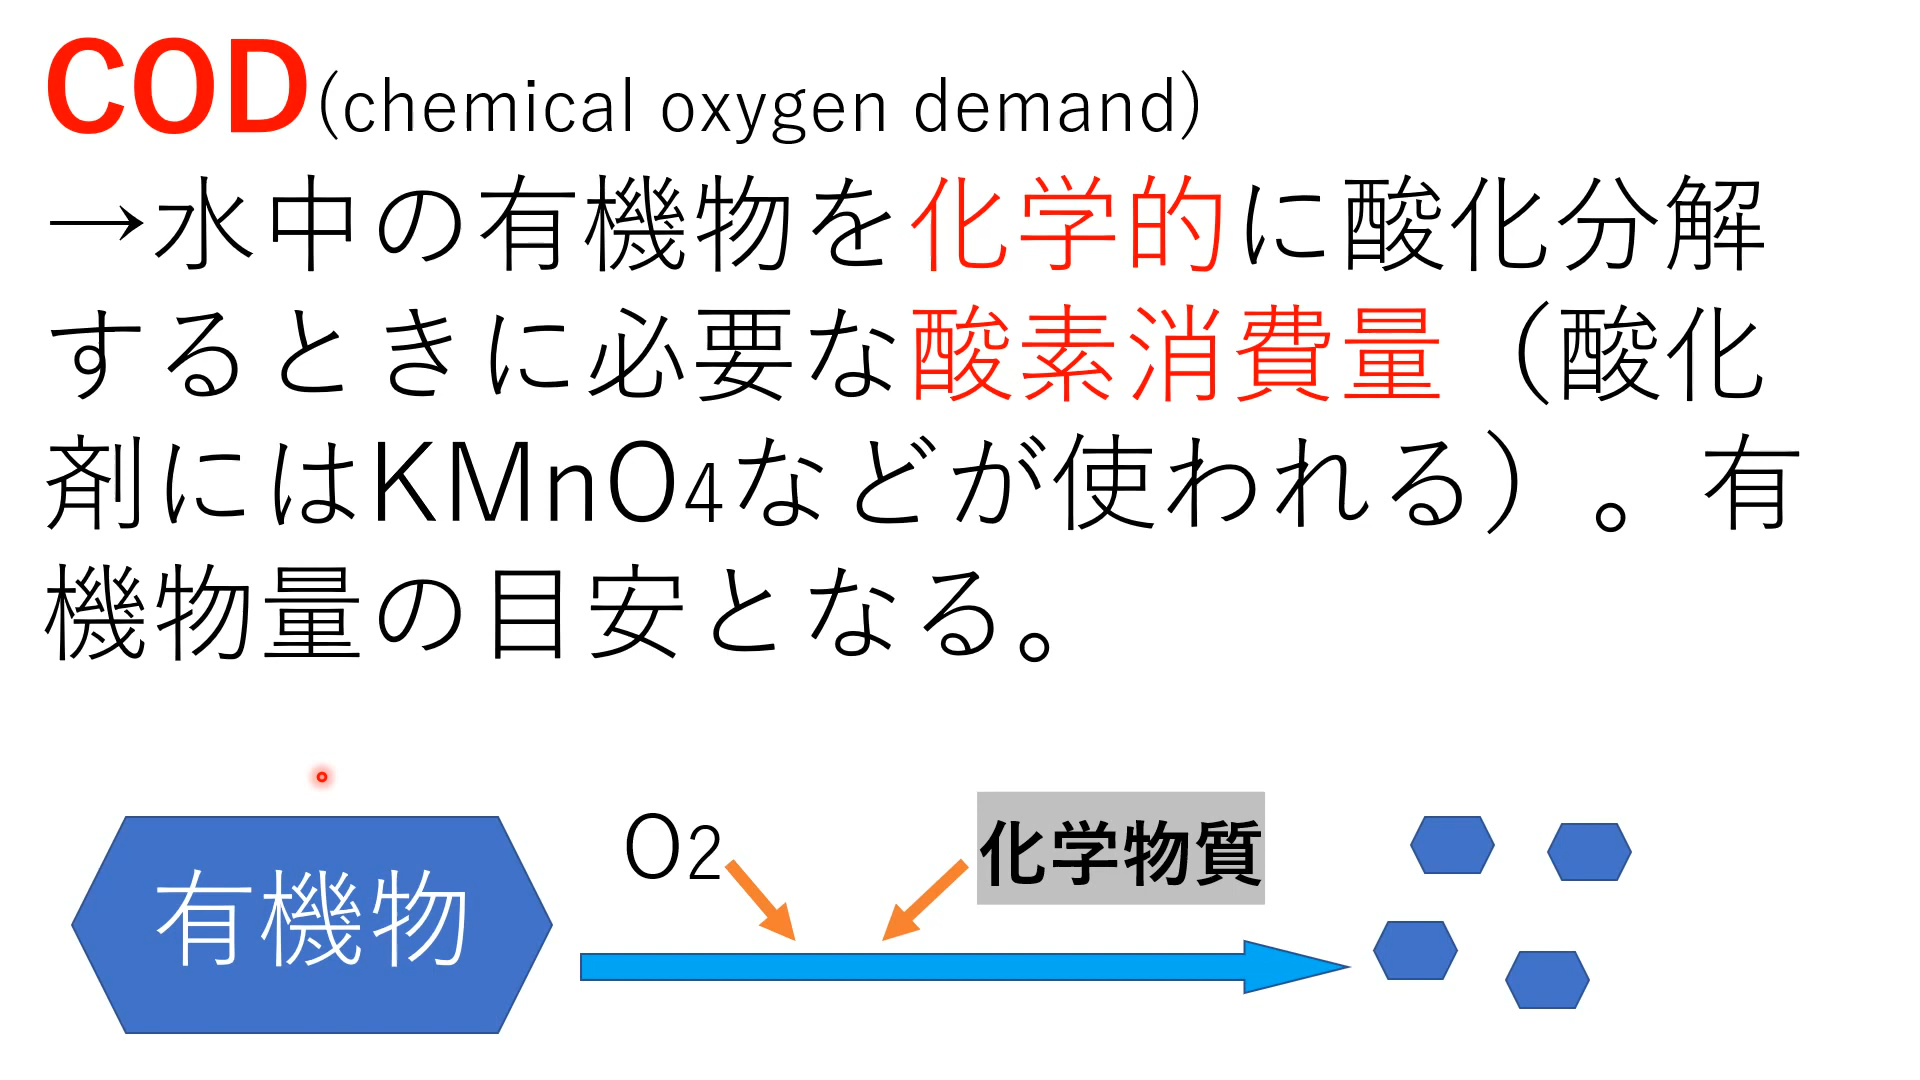 COD(chemical oxygen demand)
→水中の有機物を化学的に酸化分解
するときに必要な酸素消費量（酸化
剤にはKMnO4などが使われる）。有
機物量の目安となる。
O2
化学物質
有機物